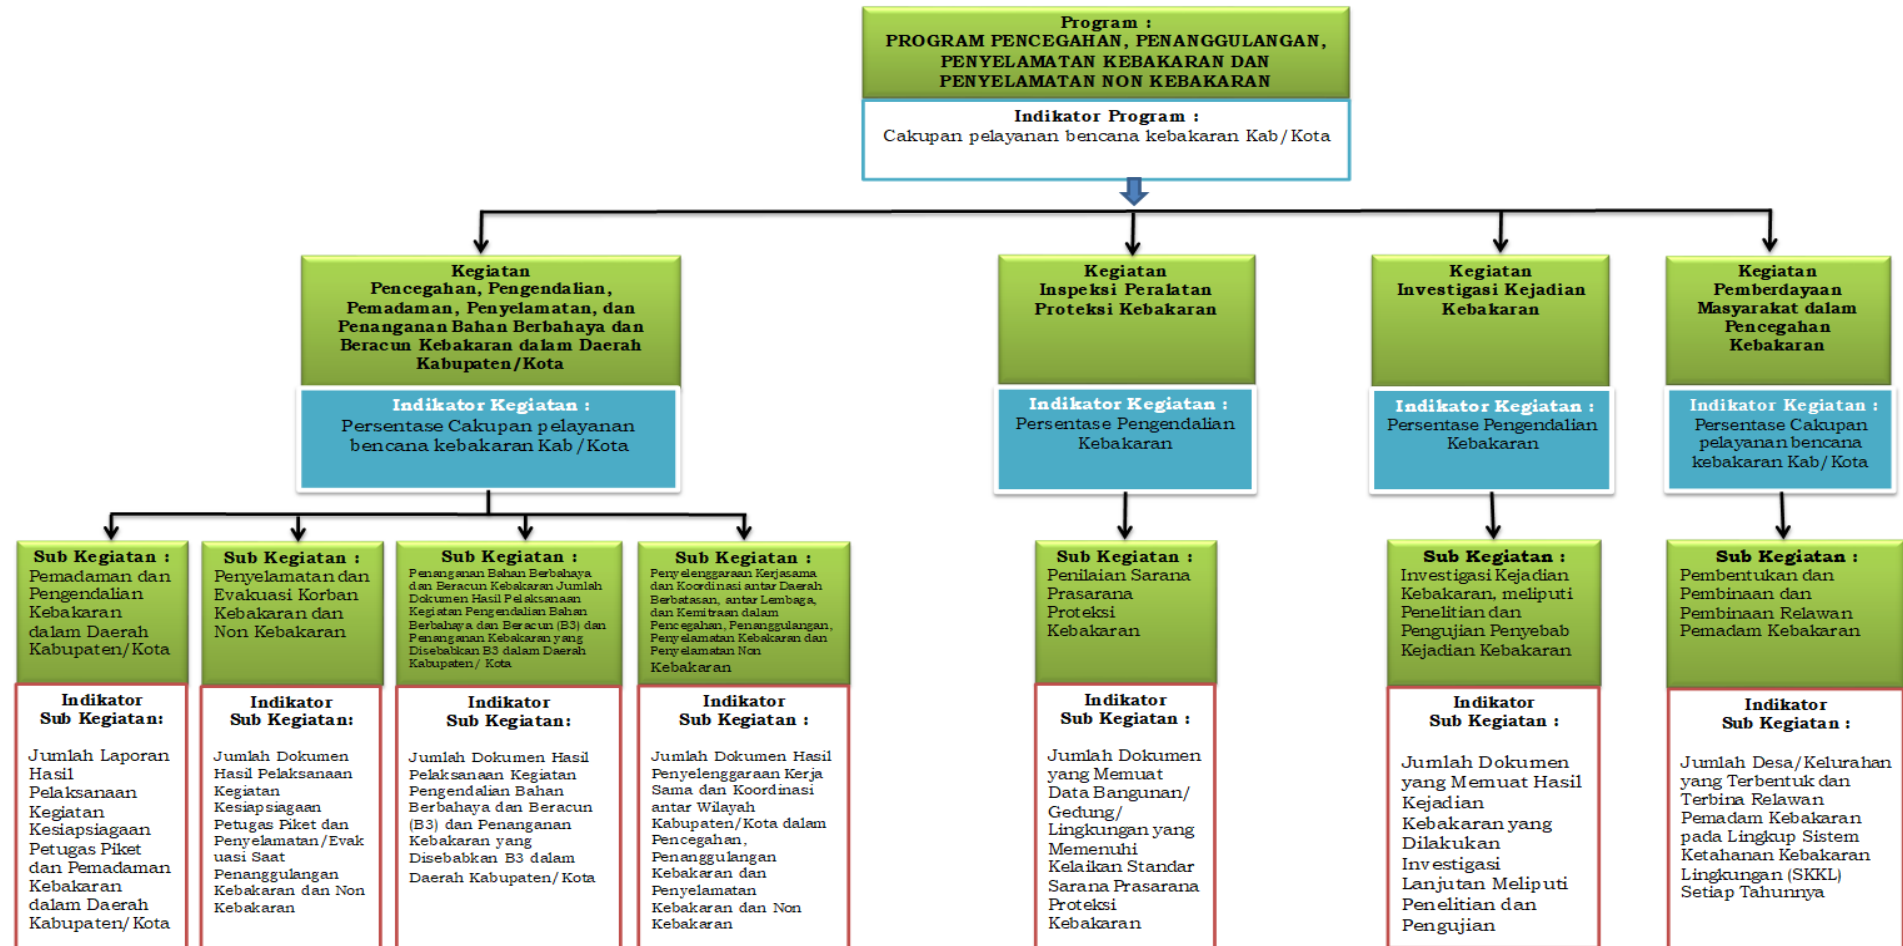 Program :
PROGRAM PENCEGAHAN, PENANGGULANGAN,
PENYELAMATAN KEBAKARAN DAN
PENYELAMATAN NON KEBAKARAN
Indikator Program :
Cakupan pelayanan bencana kebakaran Kab/Kota
Kegiatan
Pencegahan, Pengendalian,
Pemadaman, Penyelamatan, dan
Penanganan Bahan Berbahaya dan
Beracun Kebakaran dalam Daerah
Kabupaten/Kota
Indikator Kegiatan :
Persentase Cakupan pelayanan
bencana kebakaran Kab/Kota
Kegiatan
Inspeksi Peralatan
Proteksi Kebakaran
Indikator Kegiatan :
Persentase Pengendalian
Kebakaran
Kegiatan
Investigasi Kejadian
Kebakaran
Indikator Kegiatan :
Persentase Pengendalian
Kebakaran
Kegiatan
Pemberdayaan
Masyarakat dalam
Pencegahan
Kebakaran
Indikator Kegiatan :
Persentase Cakupan
pelayanan bencana
kebakaran Kab/Kota
Sub Kegiatan :
Pemadaman dan
Pengendalian
Kebakaran
dalam Daerah
Kabupaten/Kota
Indikator
Sub Kegiatan:
Jumlah Laporan
Hasil
Pelaksanaan
Kegiatan
Kesiapsiagaan
Petugas Piket
dan Pemadaman
Kebakaran
dalam Daerah
Kabupaten/Kota
Sub Kegiatan :
Penyelamatan dan
Evakuasi Korban
Kebakaran dan
Non Kebakaran
Indikator
Sub Kegiatan:
Jumlah Dokumen
Hasil Pelaksanaan
Kegiatan
Kesiapsiagaan
Petugas Piket dan
Penyelamatan/Evak
uasi Saat
Penanggulangan
Kebakaran dan Non
Kebakaran
Sub Kegiatan :
Penanganan Bahan Berbahaya
dan Beracun Kebakaran Jumlah
Dokumen Hasil Pelaksanaan
Kegiatan Pengendalian Bahan
Berbahaya dan Beracun (B3) dan
Penanganan Kebakaran yang
Disebabkan B3 dalam Daerah
Kabupaten/ Kota
Indikator
Sub Kegiatan:
Jumlah Dokumen Hasil
Pelaksanaan Kegiatan
Pengendalian Bahan
Berbahaya dan Beracun
(B3) dan Penanganan
Kebakaran yang
Disebabkan B3 dalam
Daerah Kabupaten/Kota
Sub Kegiatan :
Penyelenggaraan Kerjasama
dan Koordinasi antar Daerah
Berbatasan, antar Lembaga,
dan Kemitraan dalam
Pencegahan, Penanggulangan,
Penyelamatan Kebakaran dan
Penyelamatan Non
Kebakaran
Indikator
Sub Kegiatan :
Jumlah Dokumen Hasil
Penyelenggaraan Kerja
Sama dan Koordinasi
antar Wilayah
Kabupaten/Kota dalam
Pencegahan,
Penanggulangan
Kebakaran dan
Penyelamatan
Kebakaran dan Non
Kebakaran
Sub Kegiatan :
Penilaian Sarana
Prasarana
Proteksi
Kebakaran
Indikator
Sub Kegiatan :
Jumlah Dokumen
yang Memuat
Data Bangunan/
Gedung/
Lingkungan yang
Memenuhi
Kelaikan Standar
Sarana Prasarana
Proteksi
Kebakaran
Sub Kegiatan :
Investigasi Kejadian
Kebakaran, meliputi
Penelitian dan
Pengujian Penyebab
Kejadian Kebakaran
Indikator
Sub Kegiatan :
Jumlah Dokumen
yang Memuat Hasil
Kejadian
Kebakaran yang
Dilakukan
Investigasi
Lanjutan Meliputi
Penelitian dan
Pengujian
Sub Kegiatan :
Pembentukan dan
Pembinaan dan
Pembinaan Relawan
Pemadam Kebakaran
Indikator
Sub Kegiatan :
Jumlah Desa/Kelurahan
yang Terbentuk dan
Terbina Relawan
Pemadam Kebakaran
pada Lingkup Sistem
Ketahanan Kebakaran
Lingkungan (SKKL)
Setiap Tahunnya